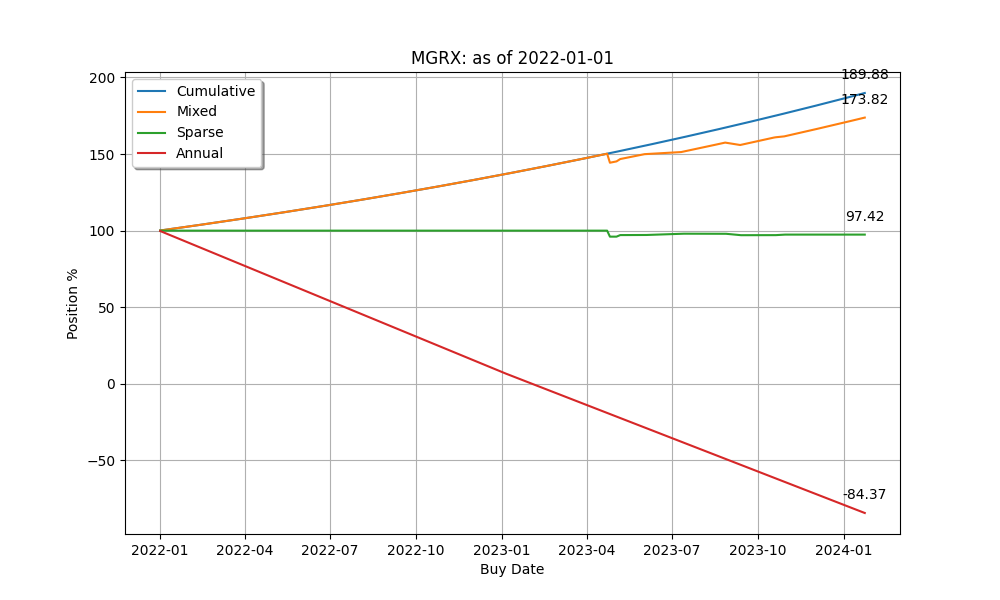 MGRX: as of 2022-01-01
Cumulative
Mixed
Sparse
Annual
189.88
173.82
97.42
-84.37
200
150
100
50
0
−50
Position %
2022-01 2022-04 2022-07 2022-10 2023-01 2023-04 2023-07 2023-10 2024-01
Buy Date